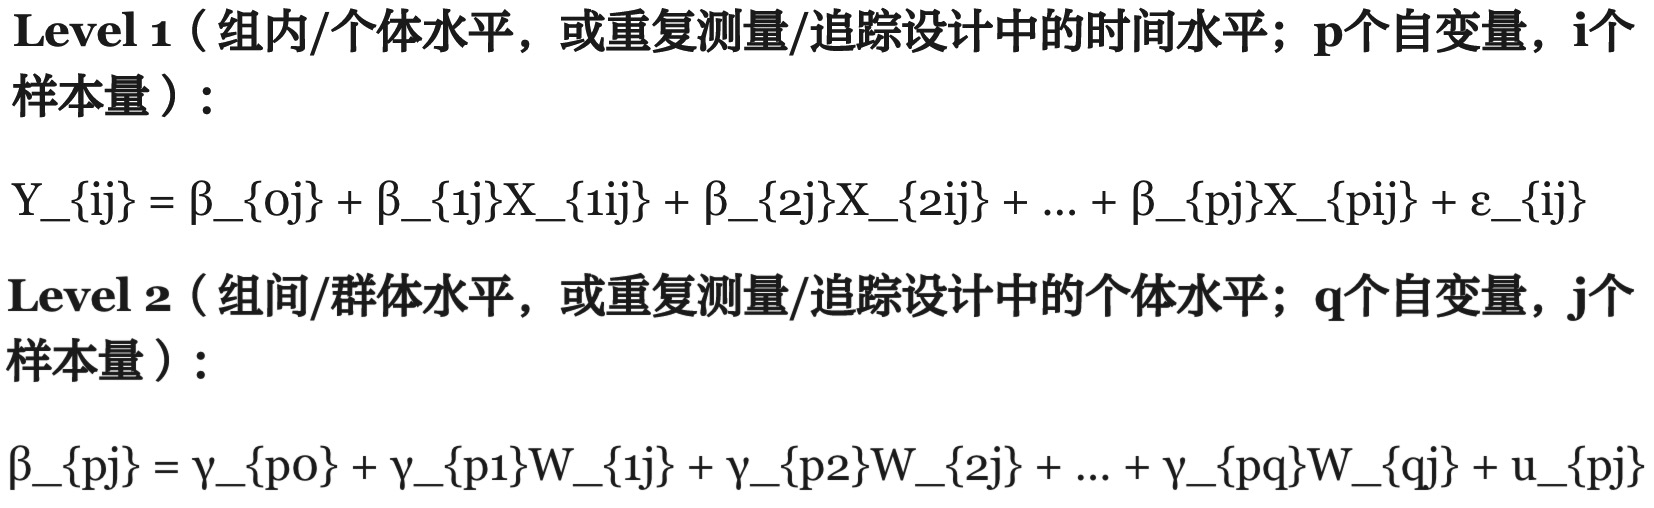 Level 1（组内/个体水平，或重复测量/追踪设计中的时间水平；p个自变量，i个
样本量）：
Y_{ij} = β_{0j} + β_{1j}X_{1ij} + β_{2j}X_{2ij} + ... + β_{pj}X_{pij} + ε_{ij}
Level 2（组间/群体水平，或重复测量/追踪设计中的个体水平；q个自变量，j个
样本量）：
β_{pj} = γ_{p0} + γ_{p1}W_{1j} + γ_{p2}W_{2j} + ... + γ_{pq}W_{qj} + u_{pj}